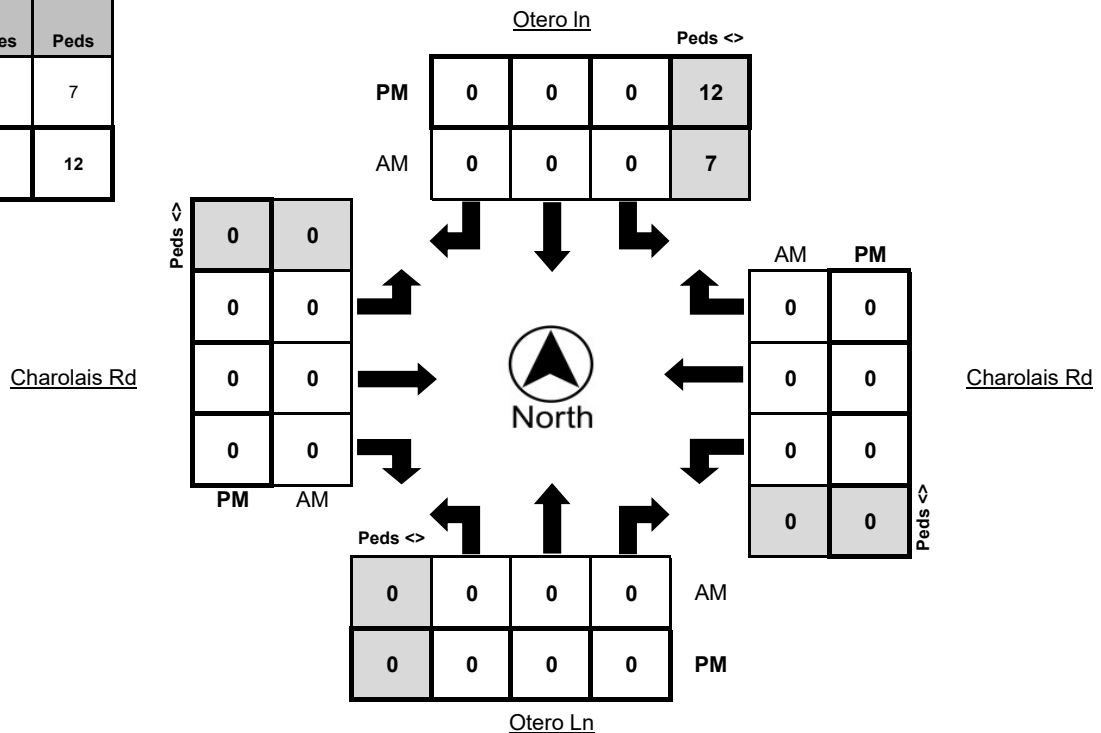 Otero ln
Peds <>
es Peds
7
12
PM 0 0 0 12
AM 0 0 0 7
Peds <>
0 0
0 0
0 0
0 0
PM AM
Charolais Rd
North
AM PM
0 0
0 0
0 0
0 0
Peds <>
Charolais Rd
Peds <>
0 0 0 0 AM
0 0 0 0 PM
Otero Ln